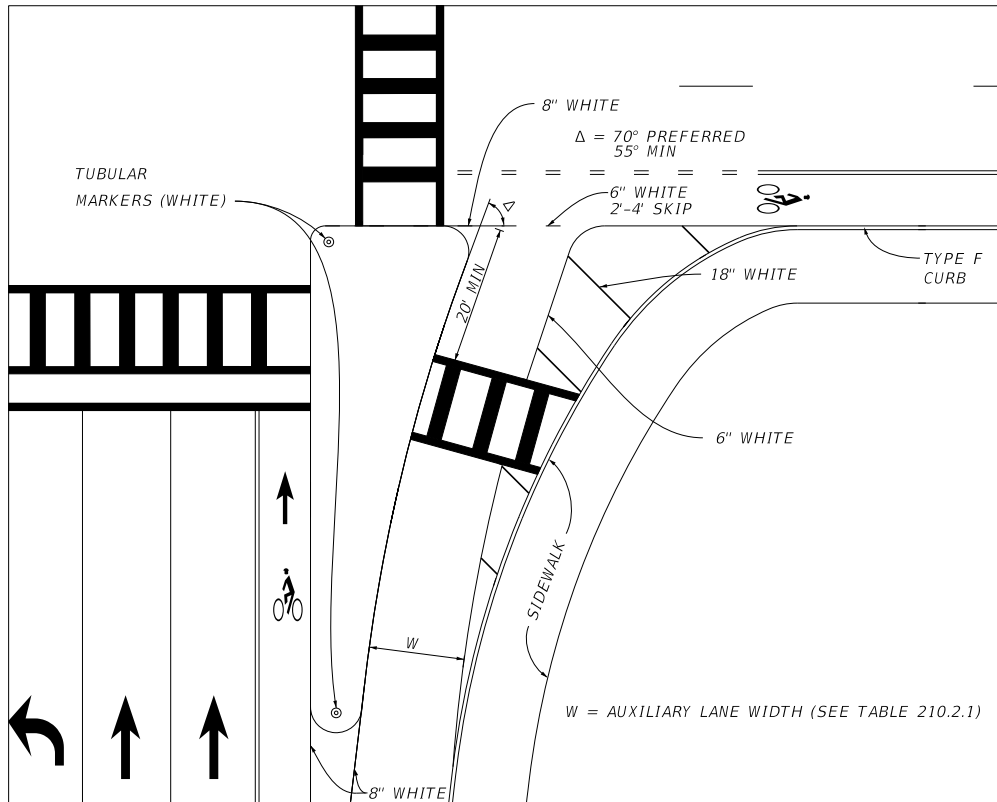 8" WHITE
Δ = 70° PREFERRED
55° MIN
TUBULAR
MARKERS (WHITE)
6" WHITE
2'-4' SKIP
Δ
20' MIN
18" WHITE
TYPE F
CURB
6" WHITE
SIDEWALK
W
W = AUXILIARY LANE WIDTH (SEE TABLE 210.2.1)
8" WHITE